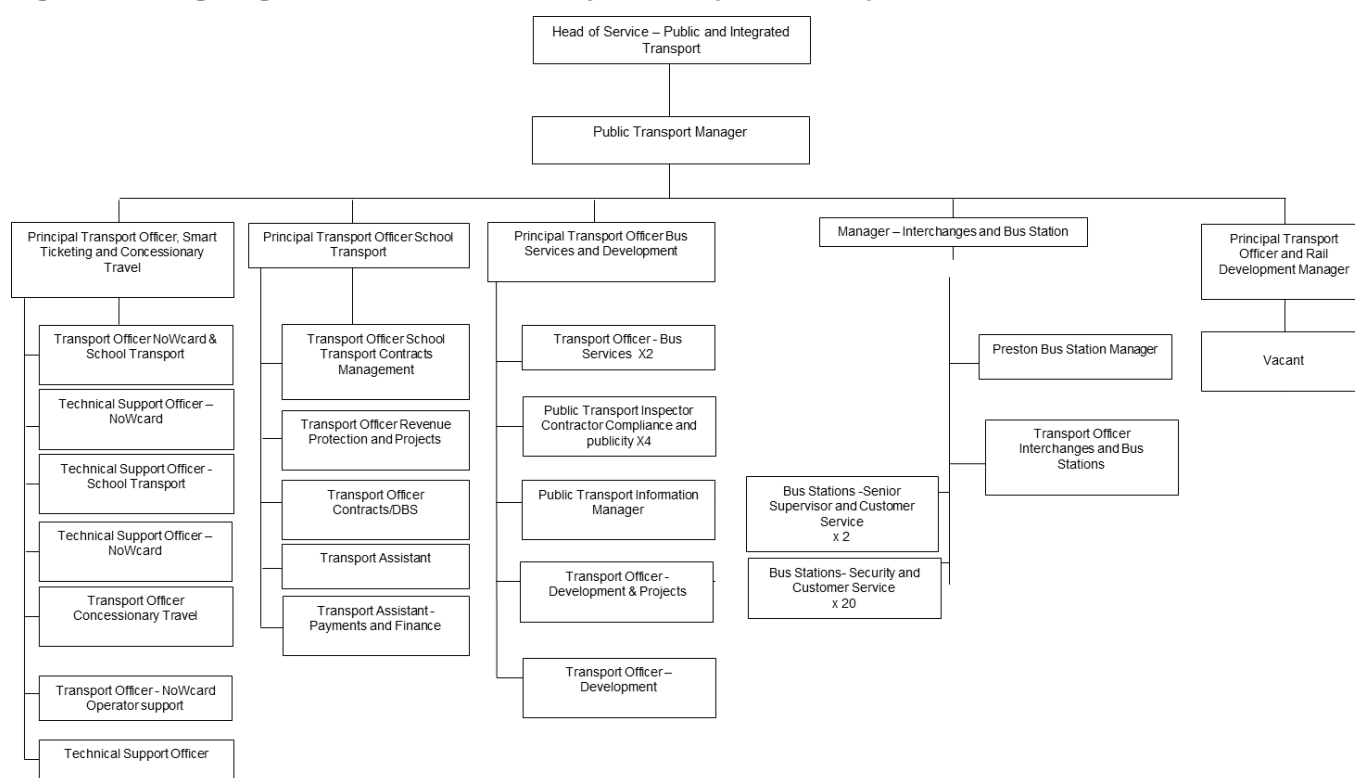 Head of Service – Public and Integrated
Transport
Public Transport Manager
Principal Transport Officer, Smart
Ticketing and Concessionary
Travel
Transport Officer NoWcard &
School Transport
Technical Support Officer –
NoWcard
Technical Support Officer -
School Transport
Technical Support Officer –
NoWcard
Transport Officer
Concessionary Travel
Transport Officer - NoWcard
Operator support
Technical Support Officer
Principal Transport Officer School
Transport
Transport Officer School
Transport Contracts
Management
Transport Officer Revenue
Protection and Projects
Transport Officer
Contracts/DBS
Transport Assistant
Transport Assistant -
Payments and Finance
Principal Transport Officer Bus
Services and Development
Transport Officer - Bus
Services X2
Public Transport Inspector
Contractor Compliance and
publicity X4
Public Transport Information
Manager
Transport Officer -
Development & Projects
Transport Officer –
Development
Manager – Interchanges and Bus Station
Preston Bus Station Manager
Transport Officer
Interchanges and Bus
Stations
Bus Stations -Senior
Supervisor and Customer
Service
x 2
Bus Stations- Security and
Customer Service
x 20
Principal Transport
Officer and Rail
Development Manager
Vacant